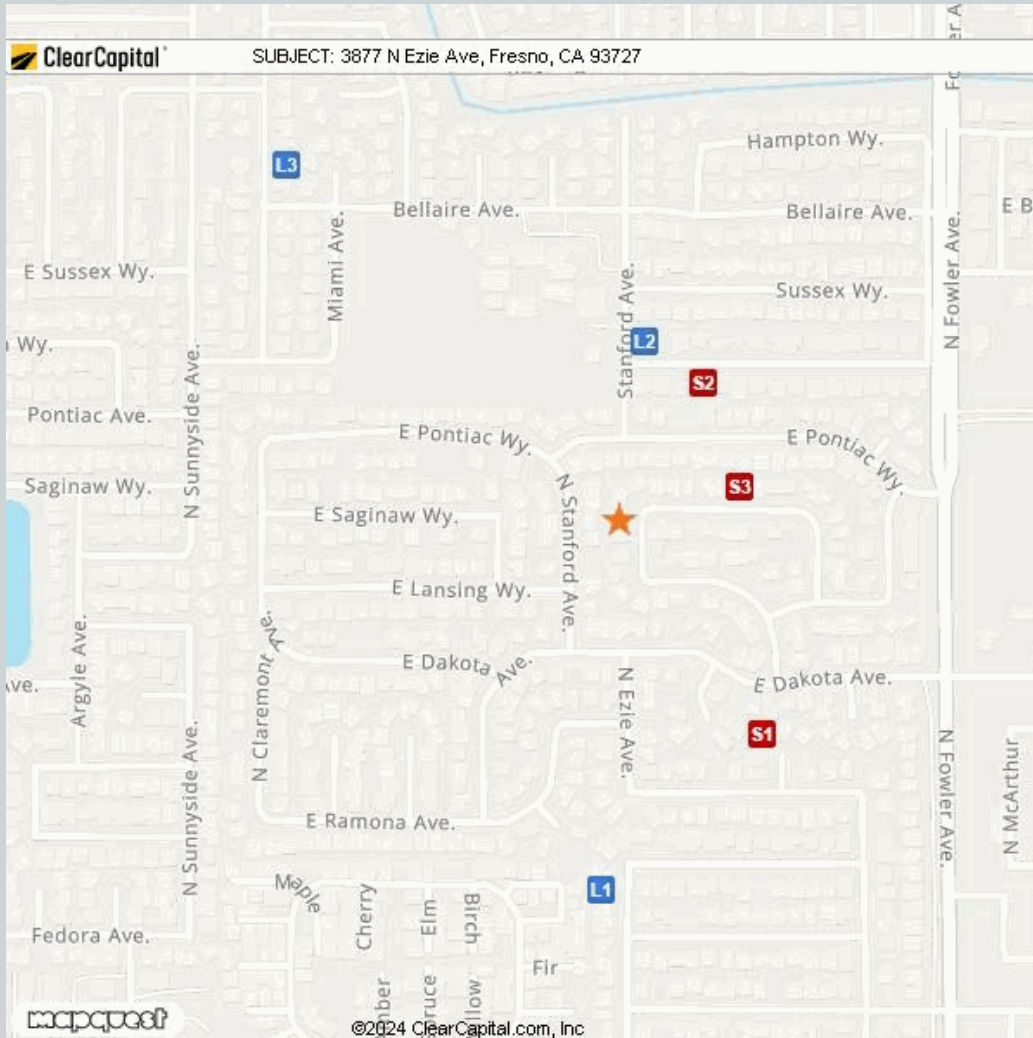 ClearCapital
SUBJECT: 3877 N Ezie Ave, Fresno, CA 93727
Hampton Wy.
L3
Bellaire Ave.
Bellaire Ave.
E B
N Fowler Ave.
Miami Ave.
E Sussex Wy.
Stanford Ave.
Sussex Wy.
Wy.
L2
N Sunnyside Ave.
S2
Pontiac Ave.
E Pontiac Wy.
E Pontiac Wy.
Saginaw Wy.
S3
E Saginaw Wy.
N Stanford Ave.
E Lansing Wy.
Argyle Ave.
N Claremont Ave.
E Dakota Ave.
N Ezie Ave.
E Dakota Ave.
Ave.
S1
N Sunnyside Ave.
N Fowler Ave.
N McArthur
E Ramona Ave.
Maple
Cherry
Elm
Birch
L1
Fedora Ave.
Fir
mapquest
©2024 ClearCapital.com, Inc